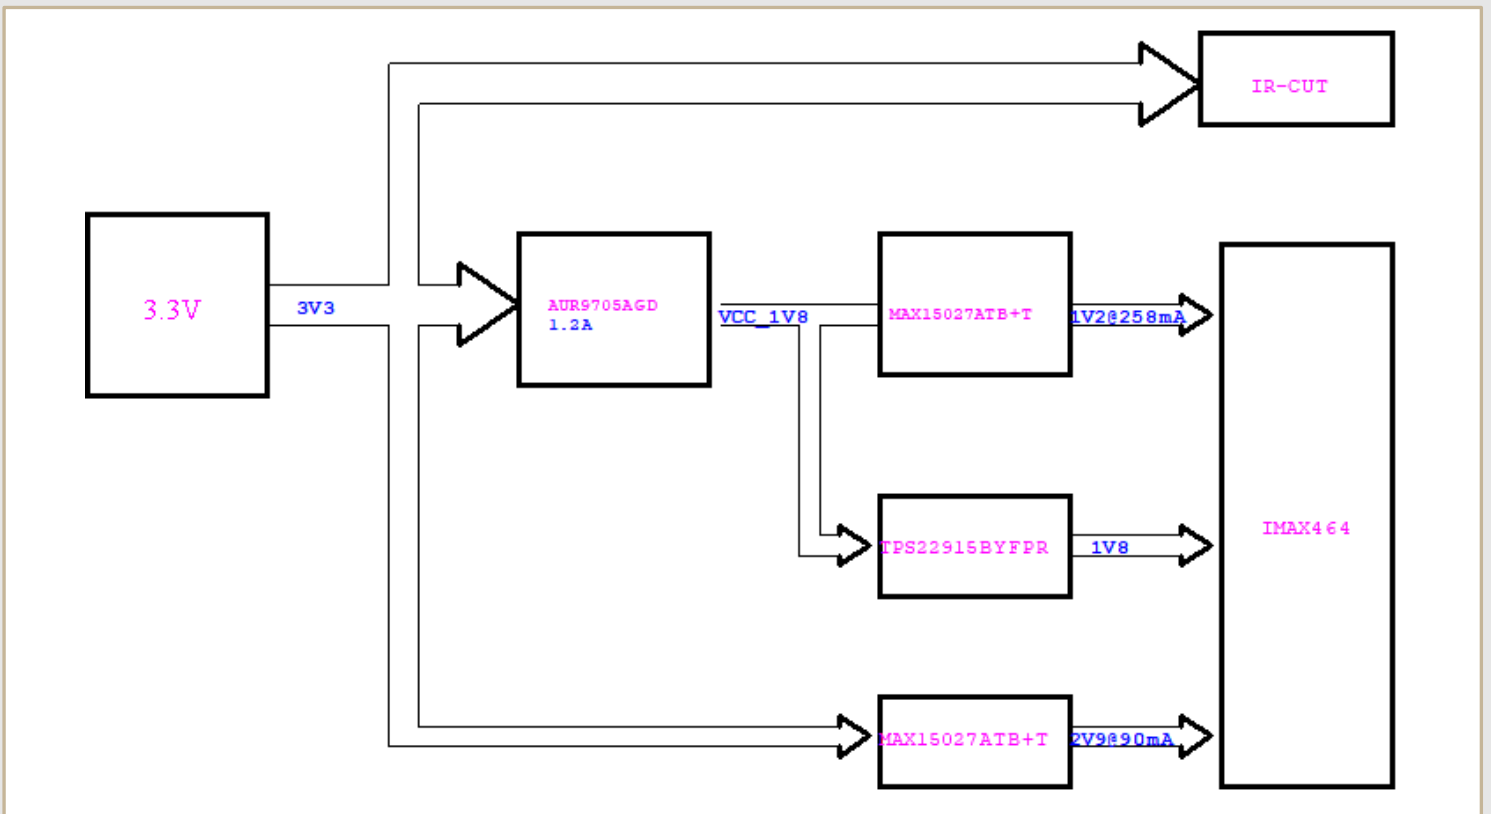 IR-CUT
3.3V
3V3
AUR9705AGD
1.2A
VCC_1V8
MAX15027ATB+T
1V2@258mA
TPS22915BYFPR
1V8
IMAX464
MAX15027ATB+T
2V9@90mA